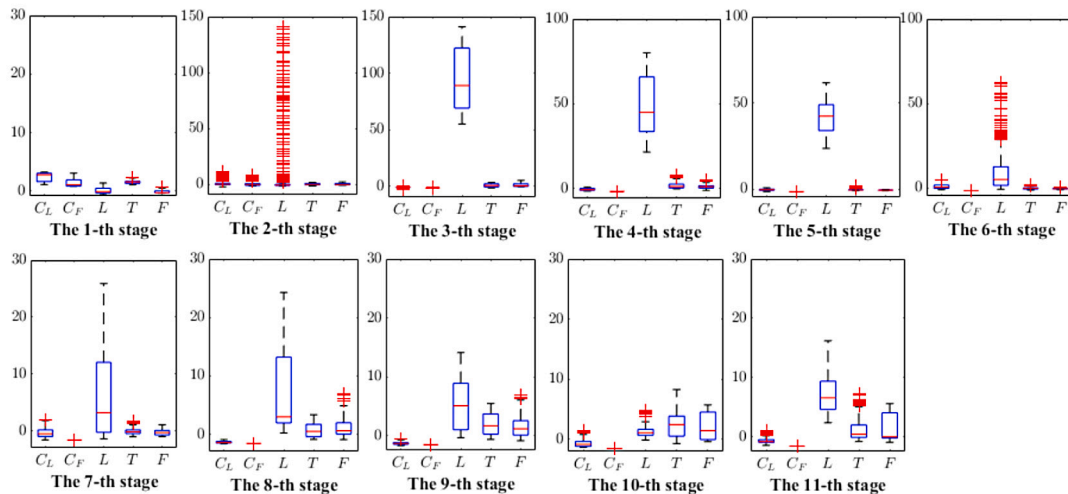 30 150 150 100 100 100
20 100 100
10 50 50 50 50 50
0 0 0 0 0 0
C_L C_F L T F C_L C_F L T F C_L C_F L T F C_L C_F L T F C_L C_F L T F C_L C_F L T F
The 1-th stage The 2-th stage The 3-th stage The 4-th stage The 5-th stage The 6-th stage
30 30 30 30 30
20 20 20 20 20
10 10 10 10 10
0 0 0 0 0
C_L C_F L T F C_L C_F L T F C_L C_F L T F C_L C_F L T F C_L C_F L T F
The 7-th stage The 8-th stage The 9-th stage The 10-th stage The 11-th stage